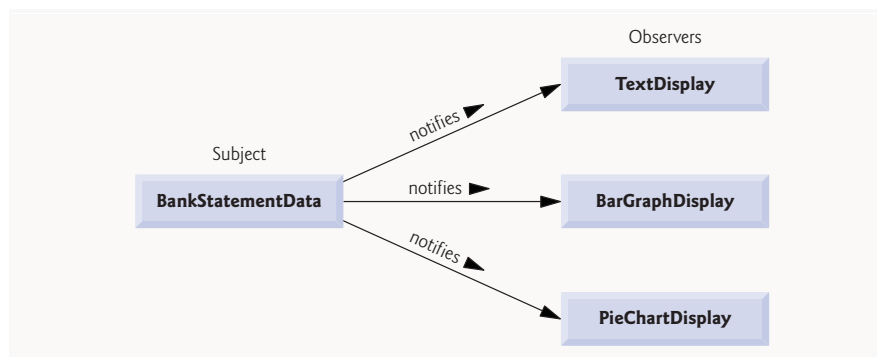 Observers
TextDisplay
notifies
Subject
BankStatementData
notifies
BarGraphDisplay
notifies
PieChartDisplay